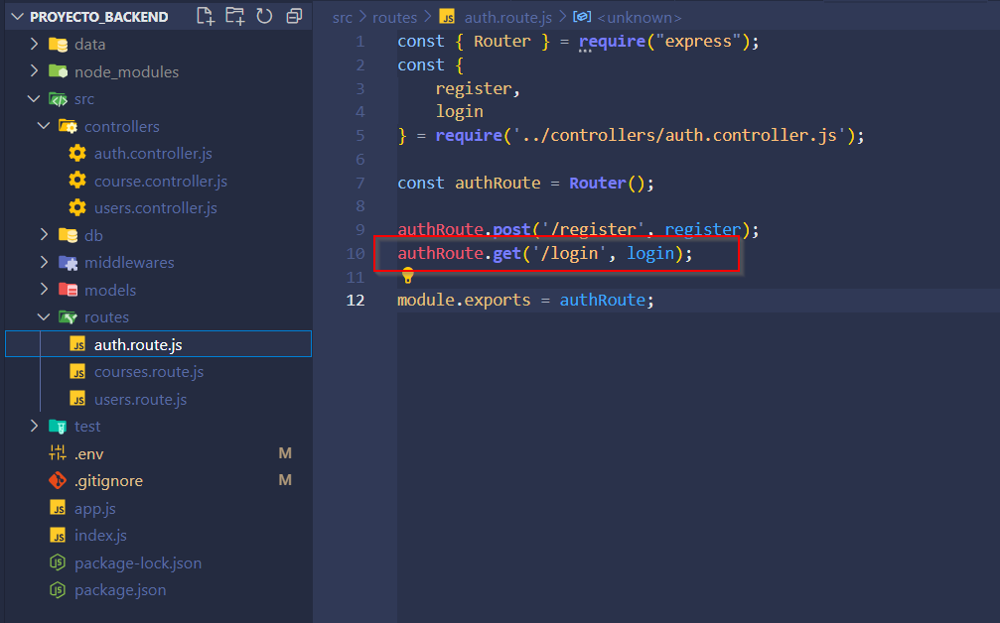 PROYECTO_BACKEND
data
node_modules
src
controllers
auth.controller.js
course.controller.js
users.controller.js
db
middlewares
models
routes
auth.route.js
courses.route.js
users.route.js
test
.env M
.gitignore M
app.js
index.js
package-lock.json
package.json
src > routes > JS auth.route.js > <unknown>
1 const { Router } = require("express");
2 const {
3 register,
4 login
5 } = require('../controllers/auth.controller.js');
6
7 const authRoute = Router();
8
9 authRoute.post('/register', register);
10 authRoute.get('/login', login);
11
12 module.exports = authRoute;